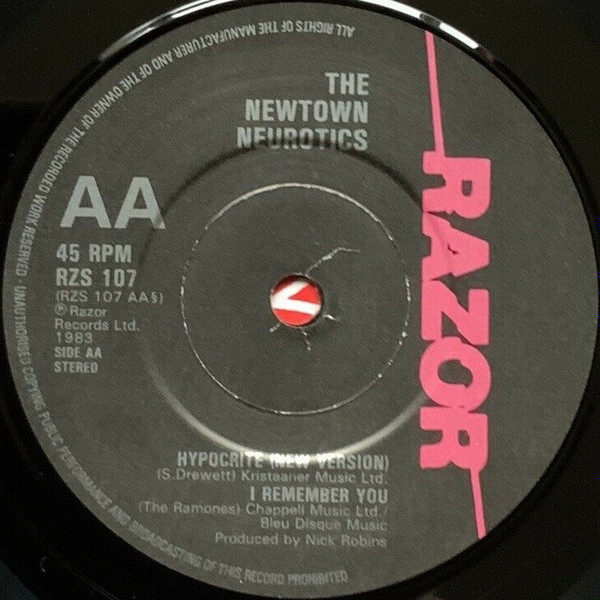 THE
NEWTOWN
NEUROTICS
RAZOR
AA
45 RPM
RZS 107
(RZS 107 AA§)
℗ Razor
Records Ltd.
1983
SIDE AA
STEREO
HYPOCRITE (NEW VERSION)
(S.Drewett) Kristaaner Music Ltd.
I REMEMBER YOU
(The Ramones) Chappell Music Ltd./
Bleu Disque Music
Produced by Nick Robins
ALL RIGHTS OF THE MANUFACTURER AND OF THE OWNER OF THE RECORDED WORK RESERVED · UNAUTHORISED COPYING PUBLIC PERFORMANCE AND BROADCASTING OF THIS RECORD PROHIBITED